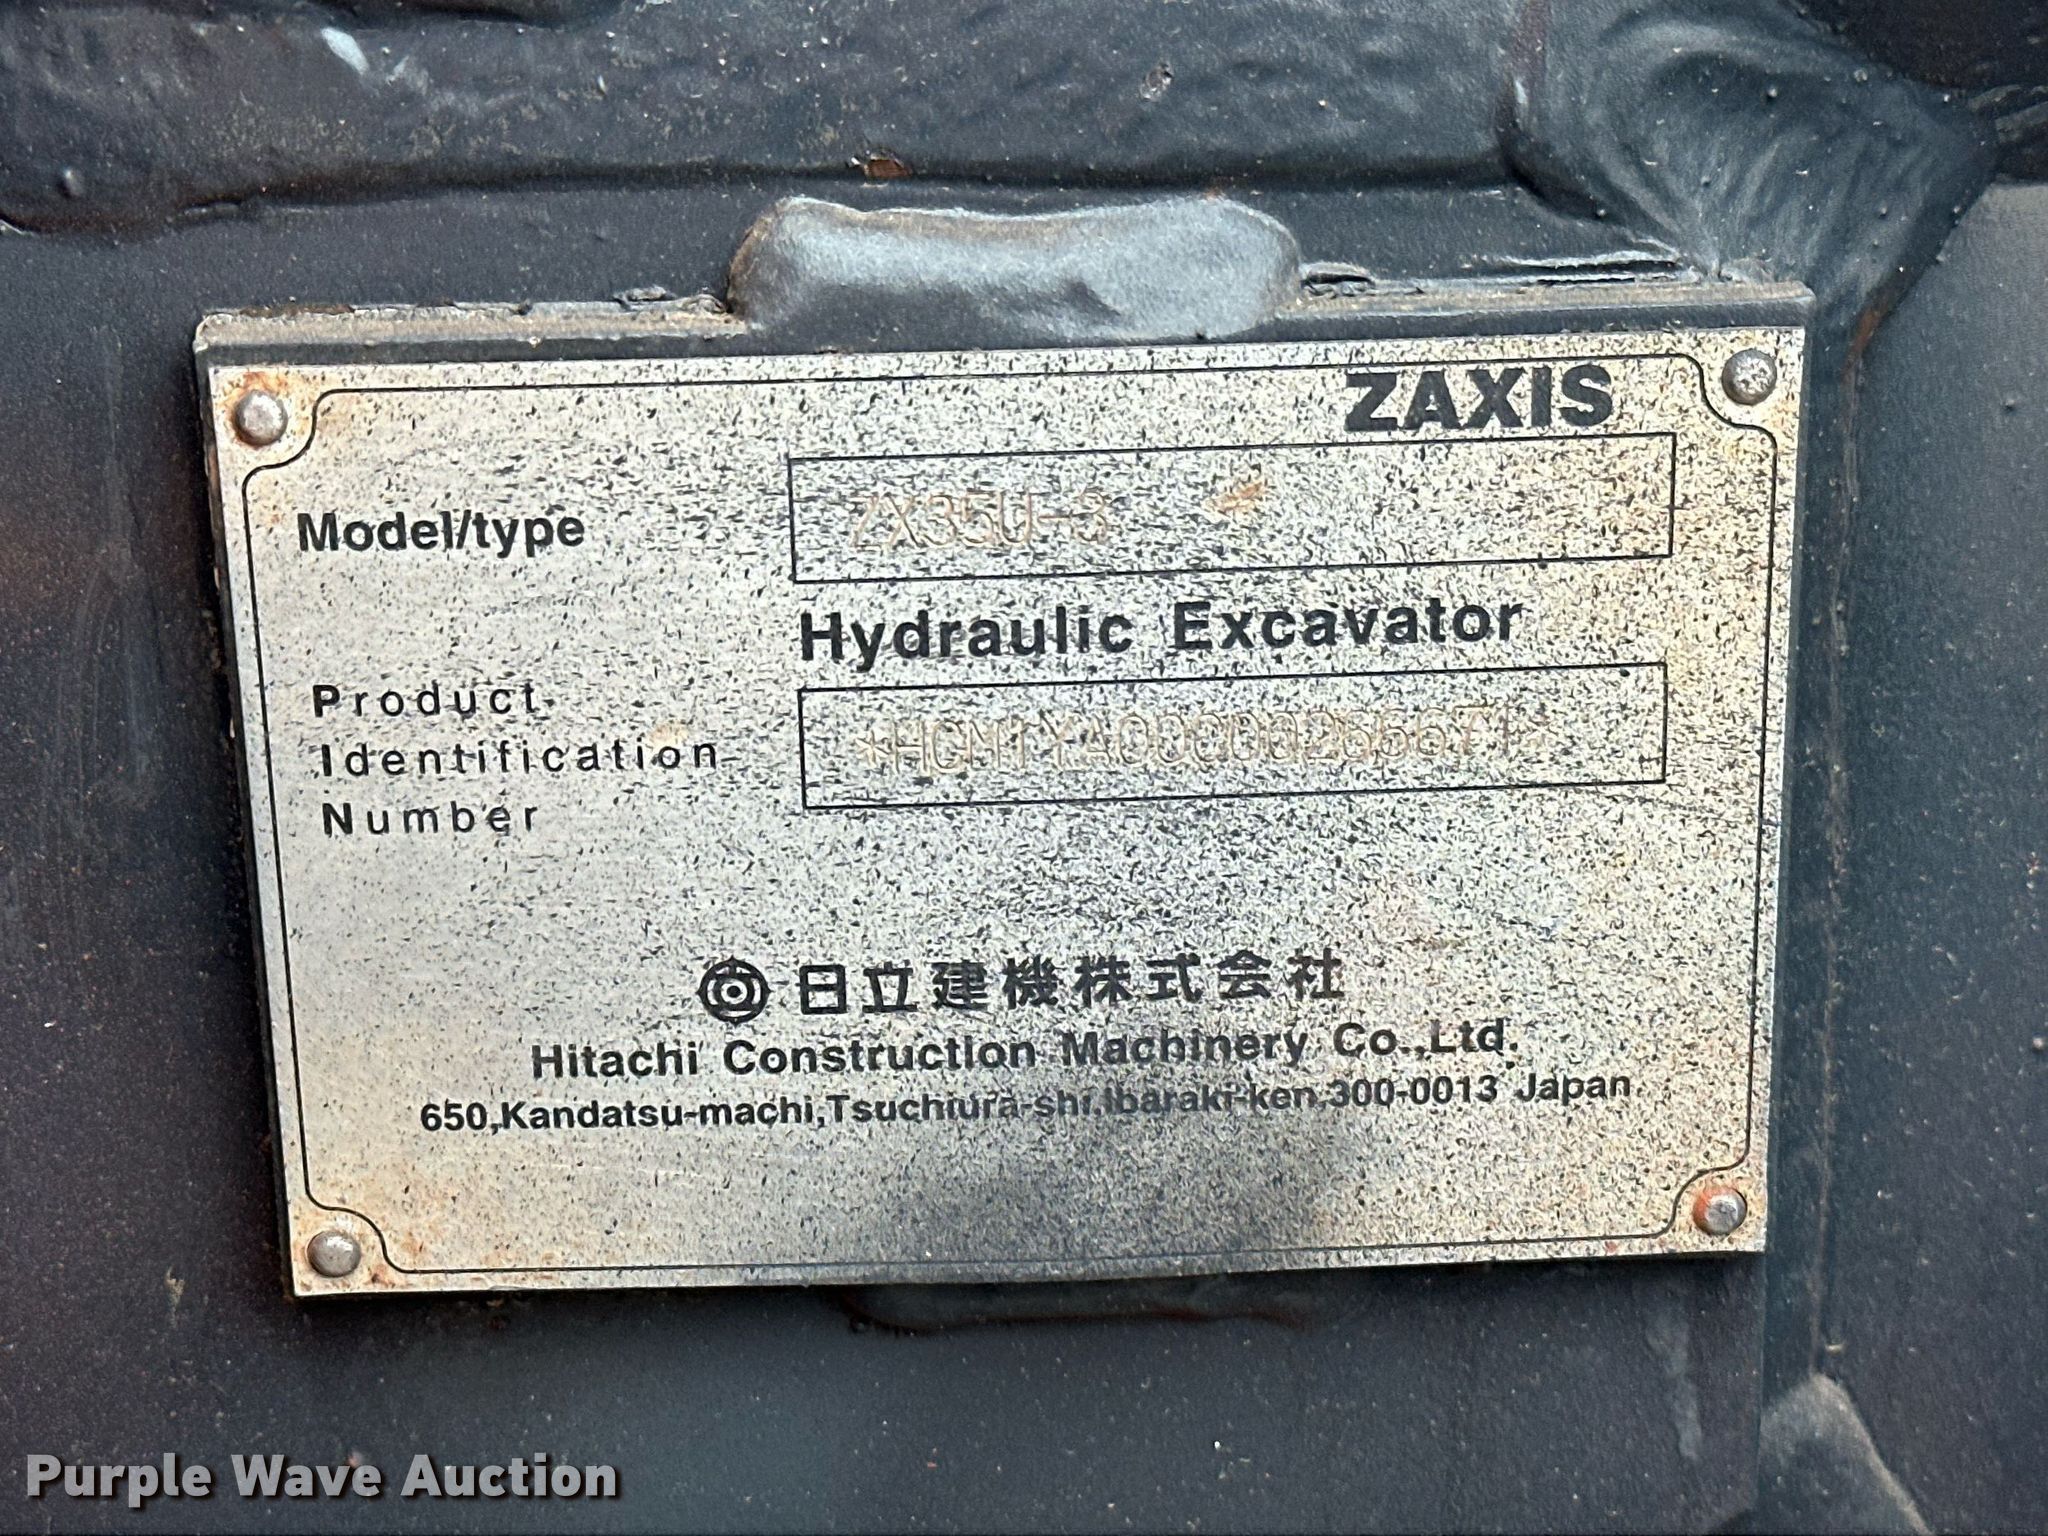 ZAXIS
Model/type ZX35U-3
Hydraulic Excavator
Product
Identification
Number
日立建機株式会社
Hitachi Construction Machinery Co.,Ltd.
650,Kandatsu-machi,Tsuchiura-shi,Ibaraki-ken,300-0013 Japan
Purple Wave Auction